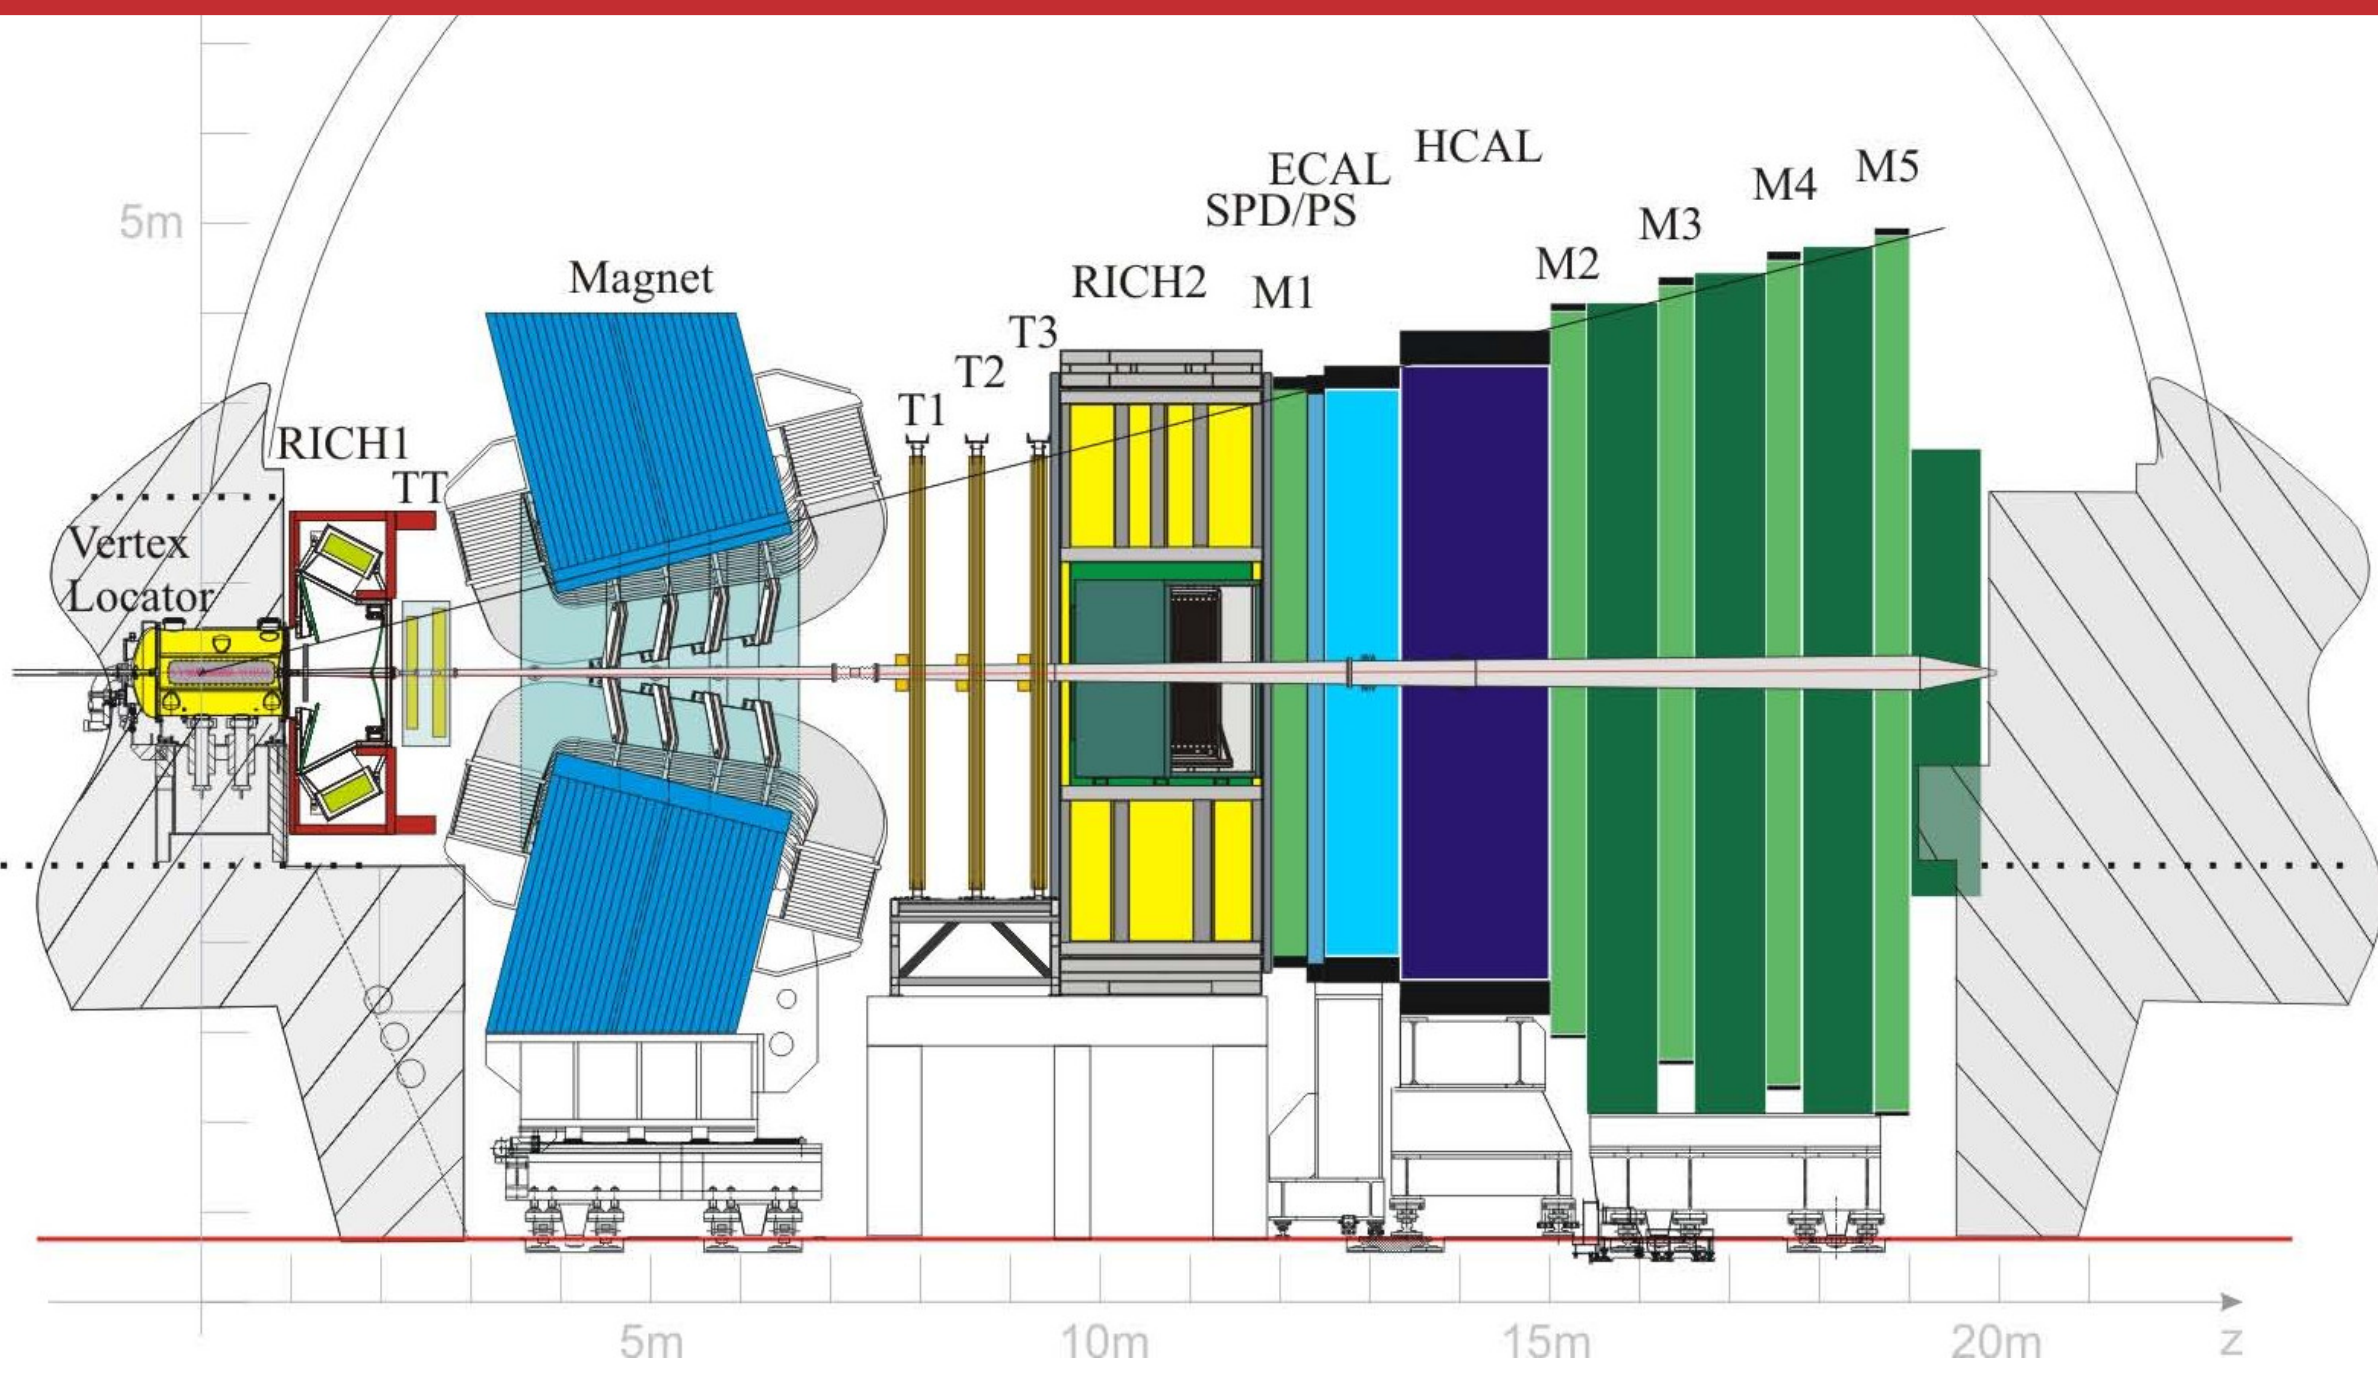 HCAL
ECAL
SPD/PS
M5
M4
M3
M2
5m
Magnet
RICH2
M1
T3
T2
T1
RICH1
TT
Vertex
Locator
5m
10m
15m
20m
z